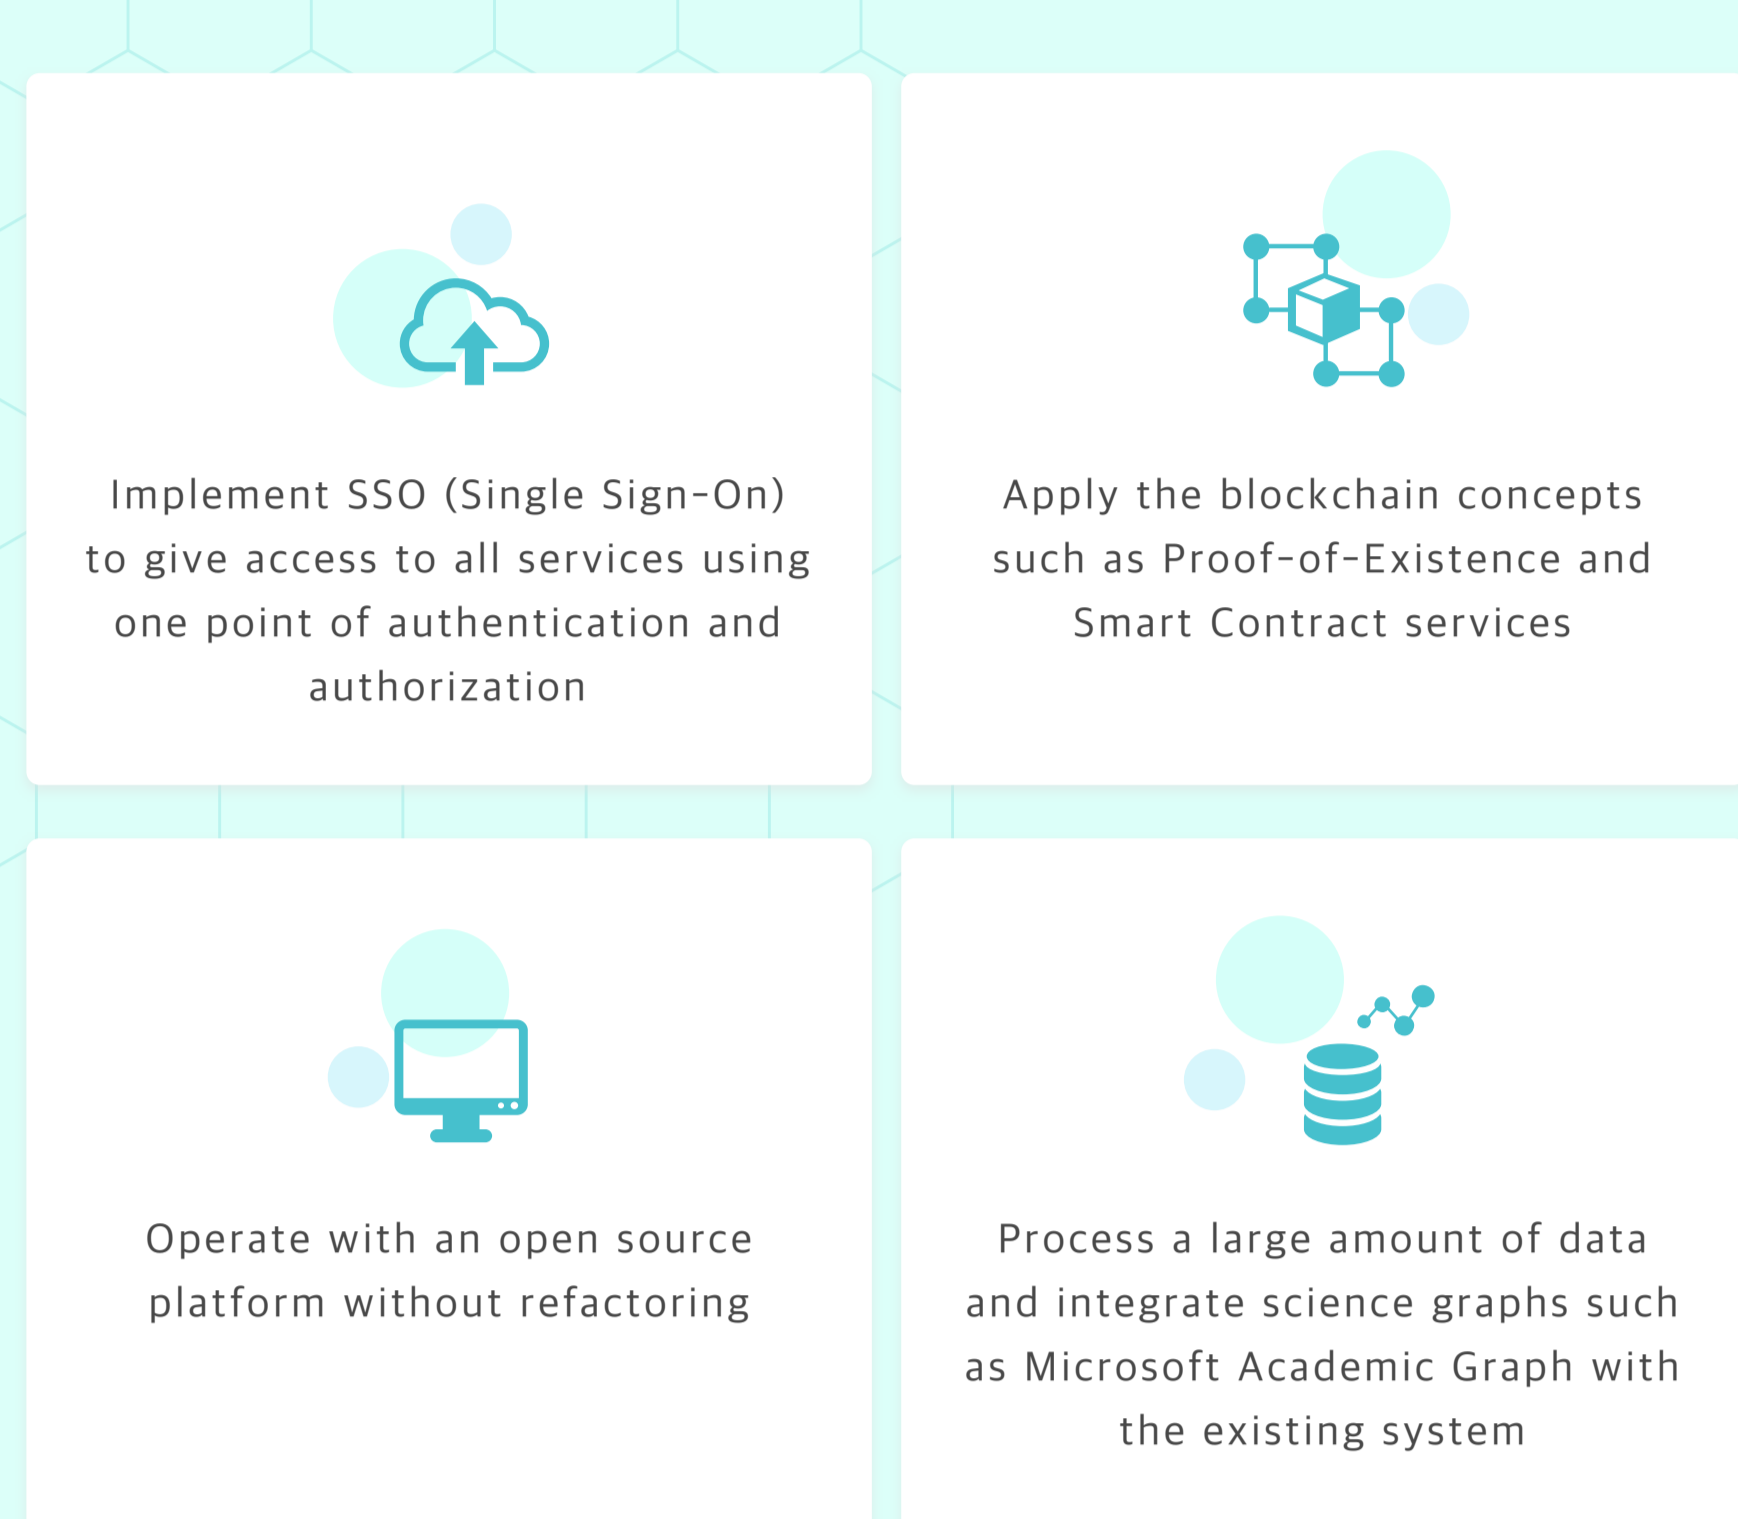 Implement SSO (Single Sign-On)
to give access to all services using
one point of authentication and
authorization
Apply the blockchain concepts
such as Proof-of-Existence and
Smart Contract services
Operate with an open source
platform without refactoring
Process a large amount of data
and integrate science graphs such
as Microsoft Academic Graph with
the existing system